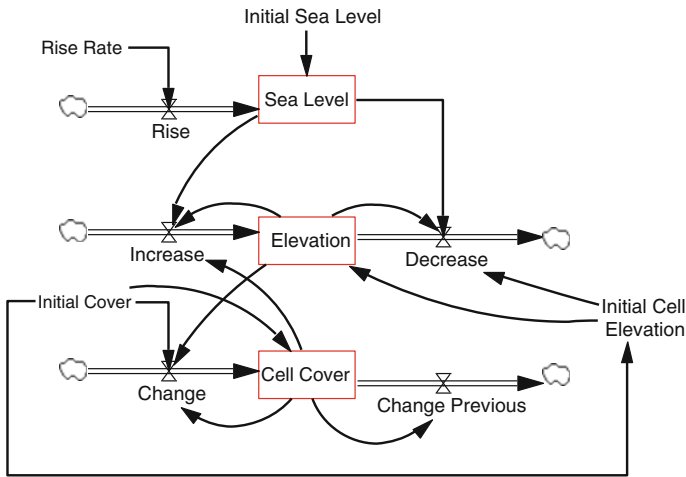 Initial Sea Level
Rise Rate
Sea Level
Rise
Elevation
Increase
Decrease
Initial Cover
Initial Cell
Elevation
Cell Cover
Change
Change Previous